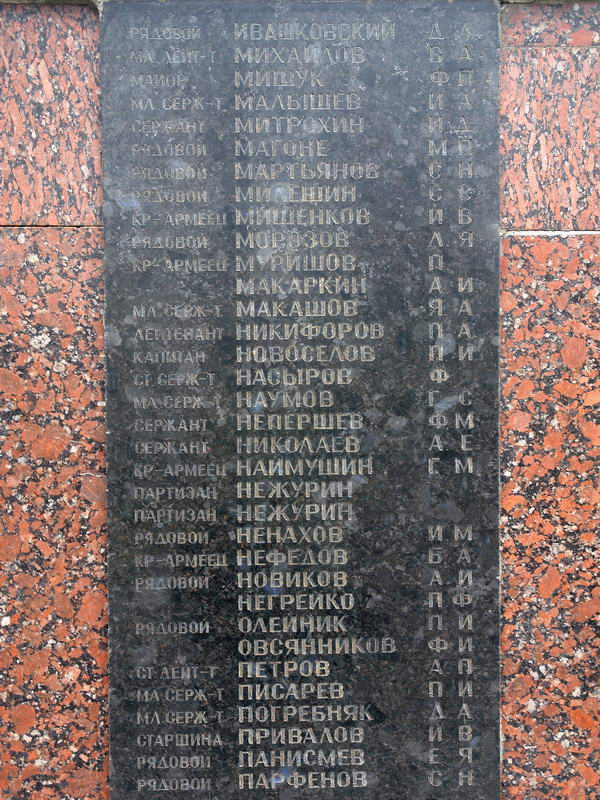 РЯДОВОЙ ИВАШКОВСКИЙ Д А
МЛ.ЛЕЙТ-Т МИХАЙЛОВ В А
МАЙОР МИЩУК Ф П
МЛ.СЕРЖ-Т МАЛЫШЕВ И А
СЕРЖАНТ МИТРОХИН И Д
РЯДОВОЙ МАГОНЕ М П
РЯДОВОЙ МАРТЬЯНОВ С Н
РЯДОВОЙ МИЛЕШИН С С
КР-АРМЕЕЦ МИЩЕНКОВ И В
РЯДОВОЙ МОРОЗОВ Л Я
КР-АРМЕЕЦ МУРИШОВ П
МАКАРКИН А И
МЛ.СЕРЖ-Т МАКАШОВ Я А
ЛЕЙТЕНАНТ НИКИФОРОВ П А
КАПИТАН НОВОСЕЛОВ П И
СТ.СЕРЖ-Т НАСЫРОВ Ф
МЛ.СЕРЖ-Т НАУМОВ Г С
СЕРЖАНТ НЕПЕРШЕВ Ф М
СЕРЖАНТ НИКОЛАЕВ А Е
КР-АРМЕЕЦ НАИМУШИН Г М
ПАРТИЗАН НЕЖУРИН
ПАРТИЗАН НЕЖУРИН
РЯДОВОЙ НЕНАХОВ И М
КР-АРМЕЕЦ НЕФЕДОВ Б А
РЯДОВОЙ НОВИКОВ А И
НЕГРЕЙКО П Ф
РЯДОВОЙ ОЛЕЙНИК П И
ОВСЯННИКОВ Ф И
СТ.ЛЕЙТ-Т ПЕТРОВ А П
МЛ.СЕРЖ-Т ПИСАРЕВ П И
МЛ.СЕРЖ-Т ПОГРЕБНЯК Д А
СТАРШИНА ПРИВАЛОВ И В
РЯДОВОЙ ПАНИСМЕВ Е Я
РЯДОВОЙ ПАРФЕНОВ С Н